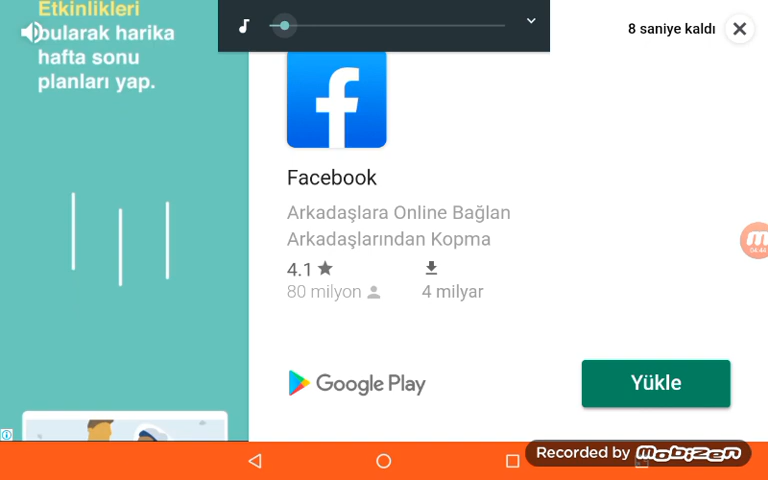 Etkinlikleri
bularak harika
hafta sonu
planları yap.
8 saniye kaldı
Facebook
Arkadaşlara Online Bağlan
Arkadaşlarından Kopma
4.1
80 milyon
4 milyar
Google Play
Yükle
Recorded by mobizen